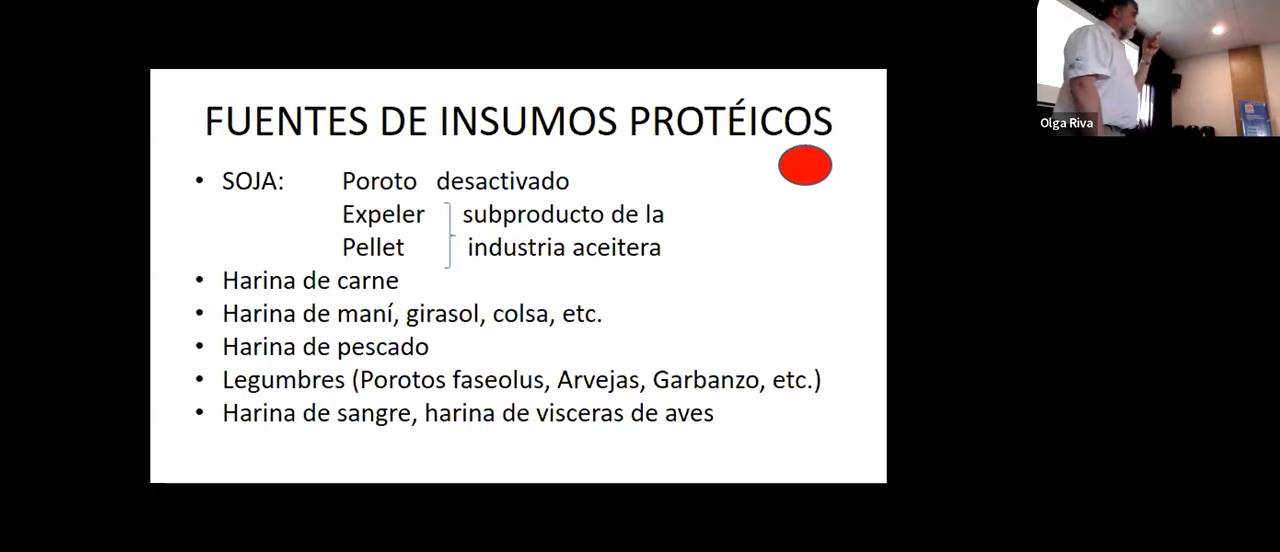 FUENTES DE INSUMOS PROTÉICOS
• SOJA: Poroto desactivado
Expeler subproducto de la
Pellet industria aceitera
• Harina de carne
• Harina de maní, girasol, colsa, etc.
• Harina de pescado
• Legumbres (Porotos faseolus, Arvejas, Garbanzo, etc.)
• Harina de sangre, harina de visceras de aves
Olga Riva